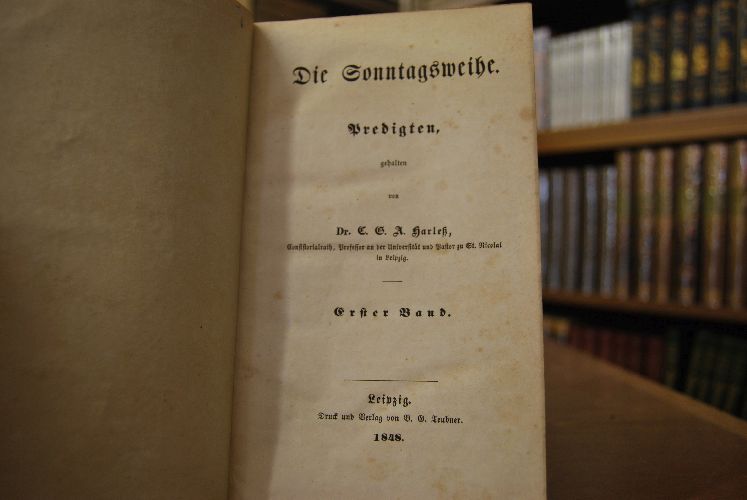 Die Sonntagsweihe.
Predigten,
gehalten
von
Dr. C. G. A. Harleß,
Consistorialrath, Professor an der Universität und Pastor zu St. Nicolai
in Leipzig.
Erster Band.
Leipzig.
Druck und Verlag von B. G. Teubner.
1848.